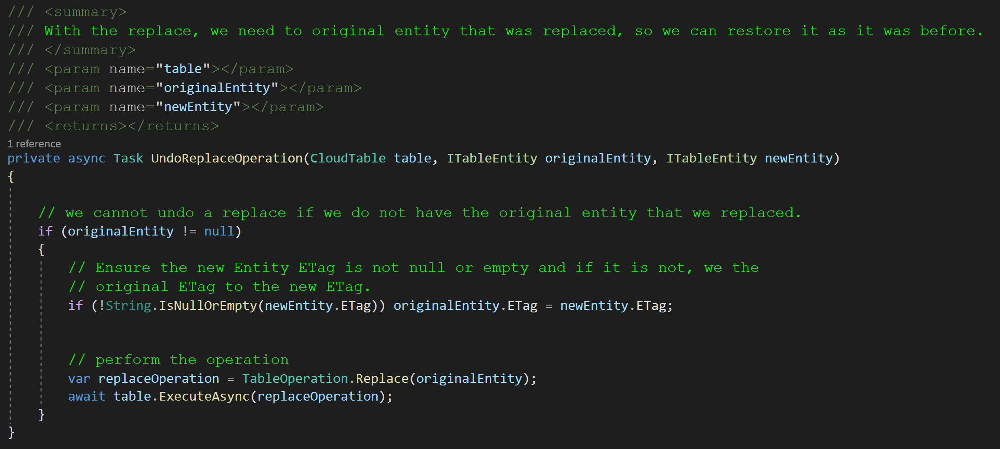 /// <summary>
/// With the replace, we need to original entity that was replaced, so we can restore it as it was before.
/// </summary>
/// <param name="table"></param>
/// <param name="originalEntity"></param>
/// <param name="newEntity"></param>
/// <returns></returns>
1 reference
private async Task UndoReplaceOperation(CloudTable table, ITableEntity originalEntity, ITableEntity newEntity)
{
// we cannot undo a replace if we do not have the original entity that we replaced.
if (originalEntity != null)
{
// Ensure the new Entity ETag is not null or empty and if it is not, we the
// original ETag to the new ETag.
if (!String.IsNullOrEmpty(newEntity.ETag)) originalEntity.ETag = newEntity.ETag;
// perform the operation
var replaceOperation = TableOperation.Replace(originalEntity);
await table.ExecuteAsync(replaceOperation);
}
}